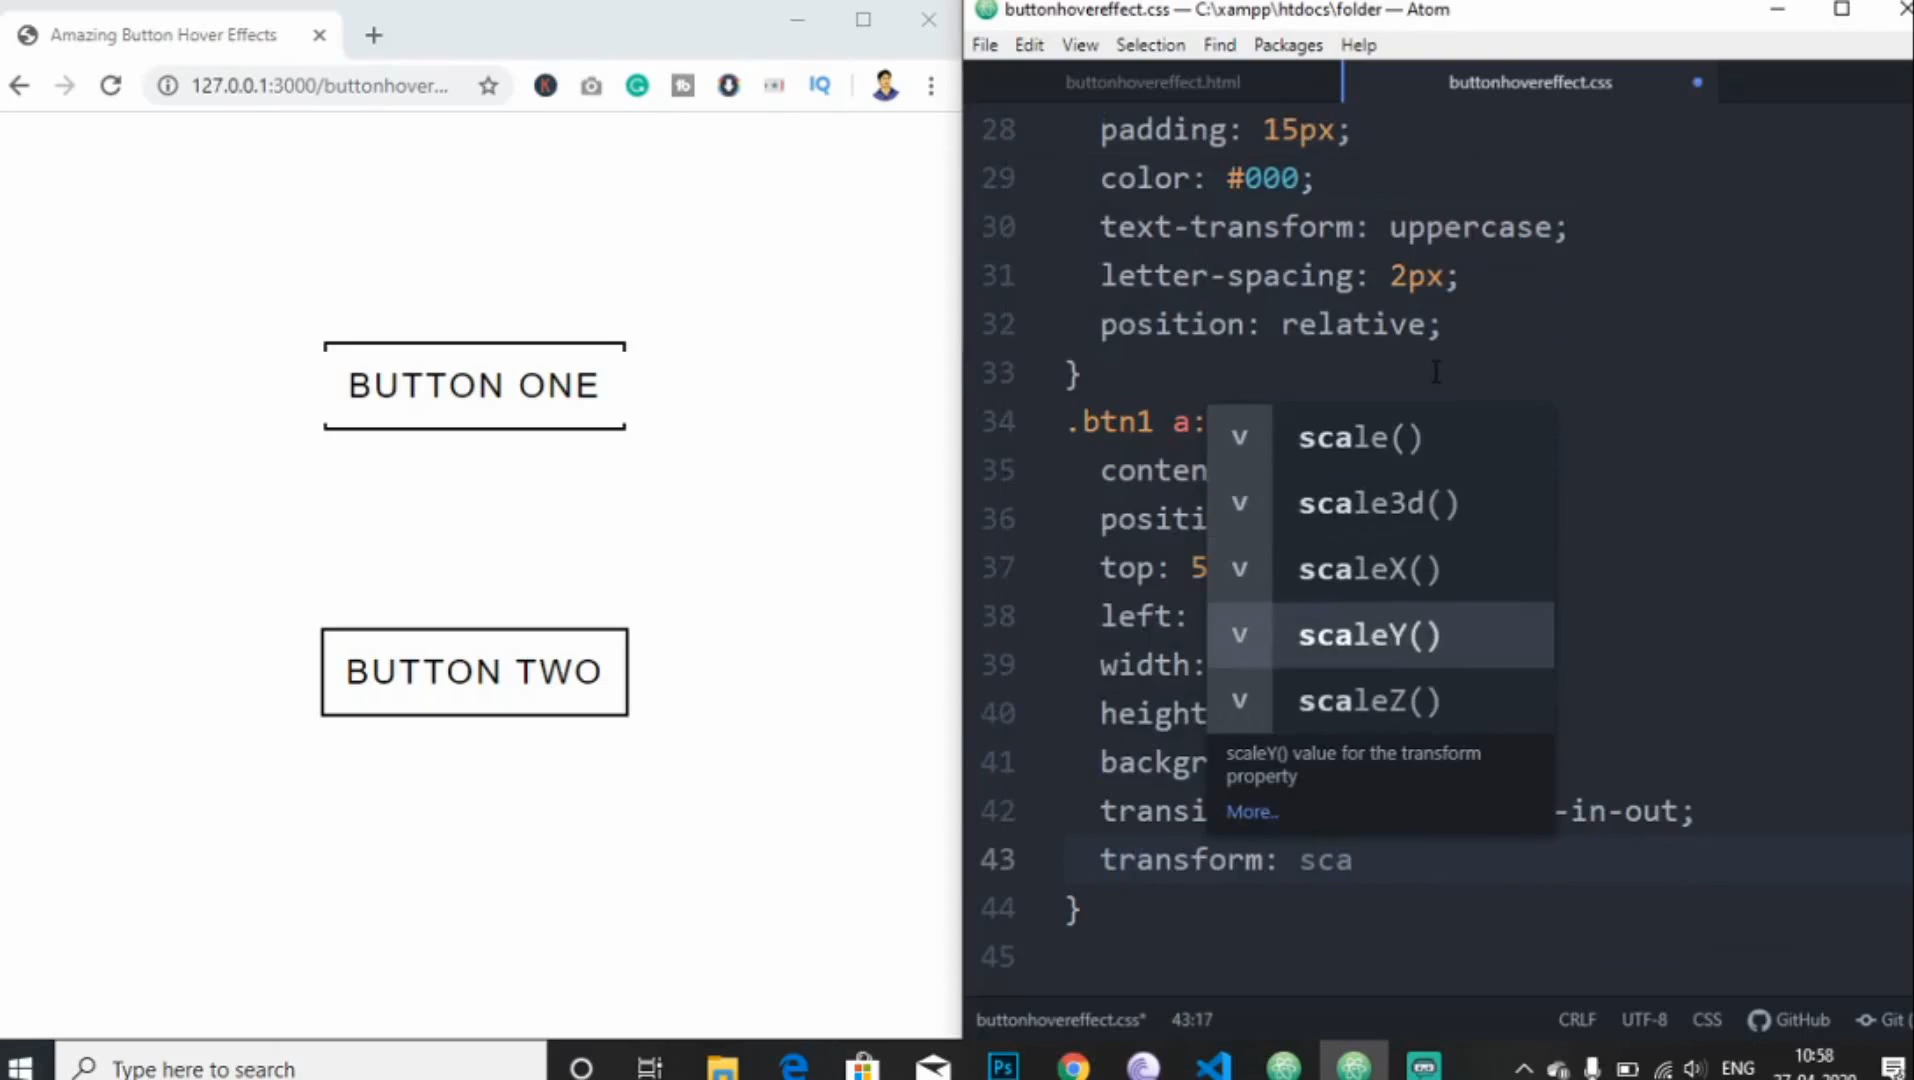 Amazing Button Hover Effects
127.0.0.1:3000/buttonhover...
IQ
BUTTON ONE
BUTTON TWO
buttonhovereffect.css — C:\xampp\htdocs\folder — Atom
File Edit View Selection Find Packages Help
buttonhovereffect.html
buttonhovereffect.css
28 padding: 15px;
29 color: #000;
30 text-transform: uppercase;
31 letter-spacing: 2px;
32 position: relative;
33 }
34 .btn1 a:
35 conten
36 positi
37 top: 5
38 left:
39 width:
40 height
41 backgr
42 transi -in-out;
43 transform: sca
44 }
45
v scale()
v scale3d()
v scaleX()
v scaleY()
v scaleZ()
scaleY() value for the transform
property
More..
buttonhovereffect.css* 43:17 CRLF UTF-8 CSS GitHub Git (
Type here to search
Ps
ENG
10:58